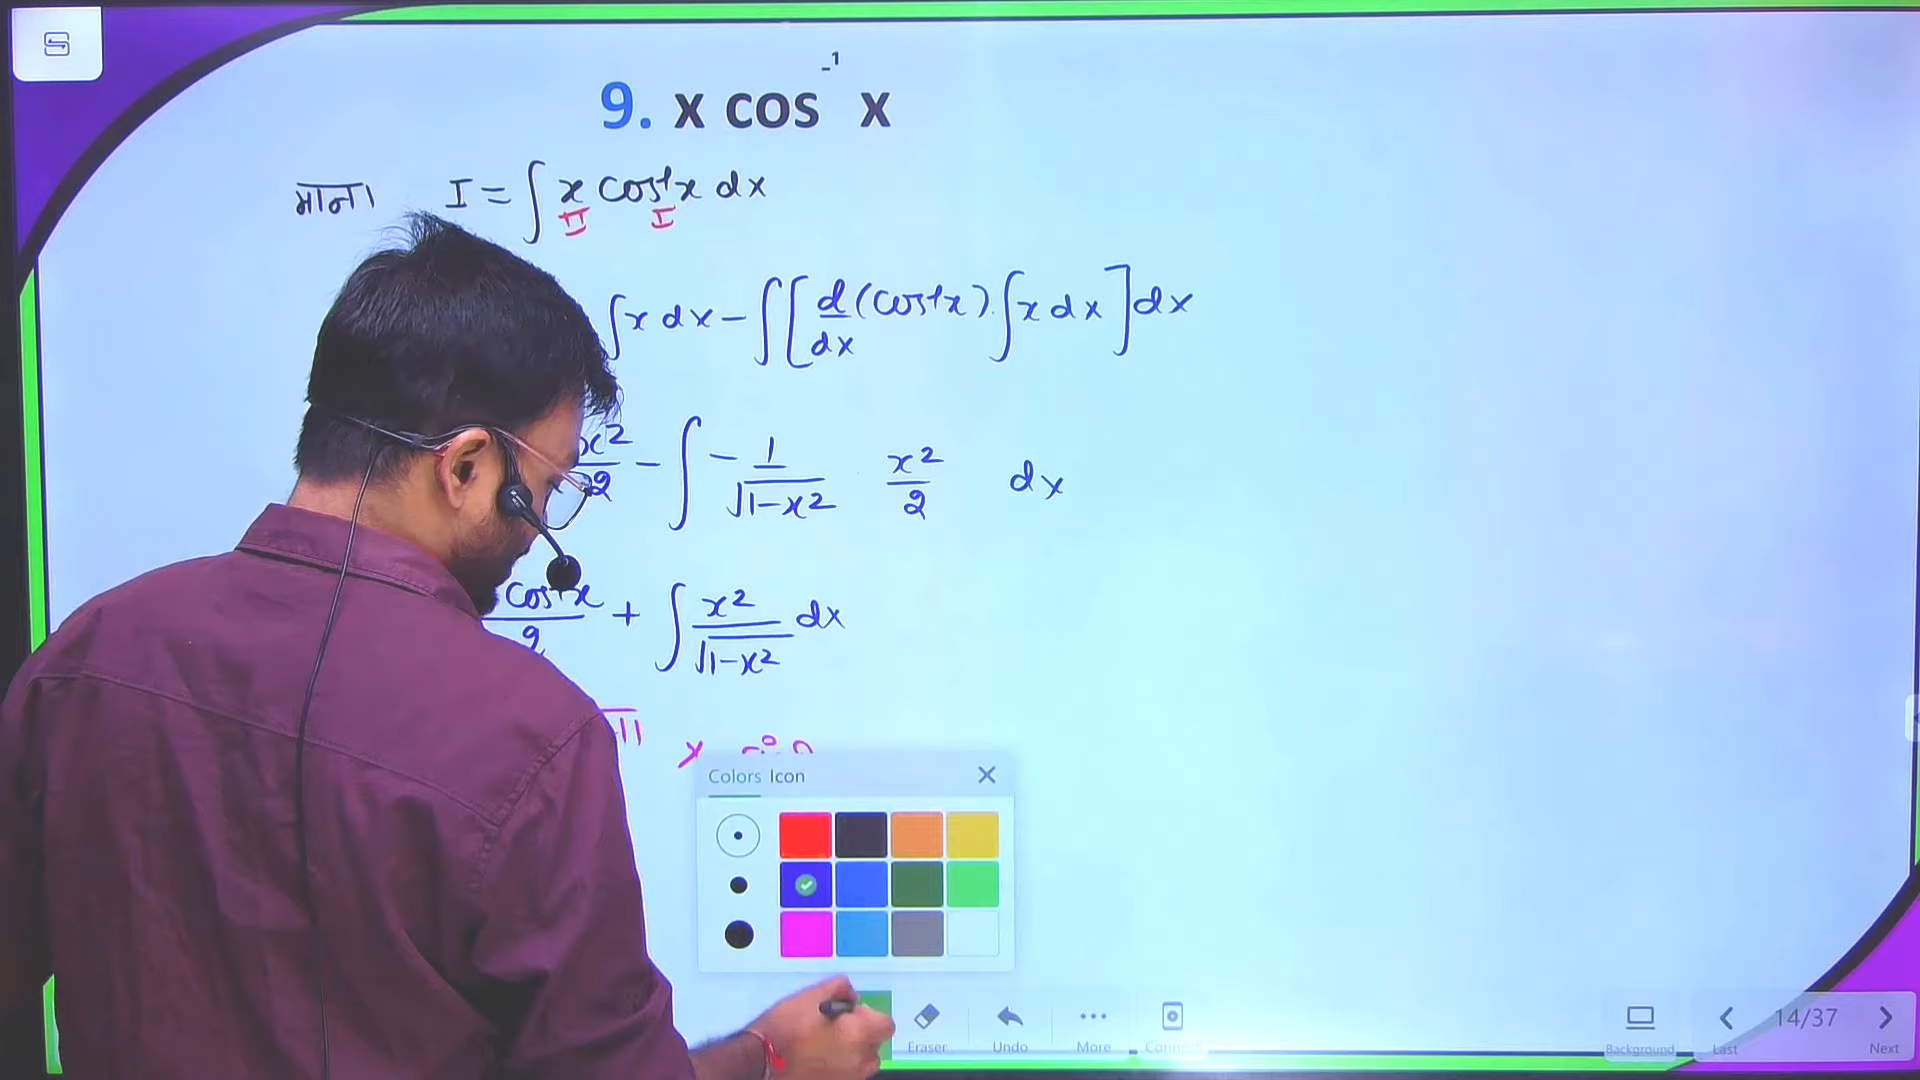 9. x cos⁻¹ x
माना I = ∫ x cos⁻¹x dx
II I
∫x dx - ∫[d/dx (cos⁻¹x). ∫x dx] dx
x²/2 - ∫ -1/√1-x² x²/2 dx
cos⁻¹x/2 + ∫ x²/√1-x² dx
x
Colors Icon
Eraser Undo More
Background Last 14/37 Next